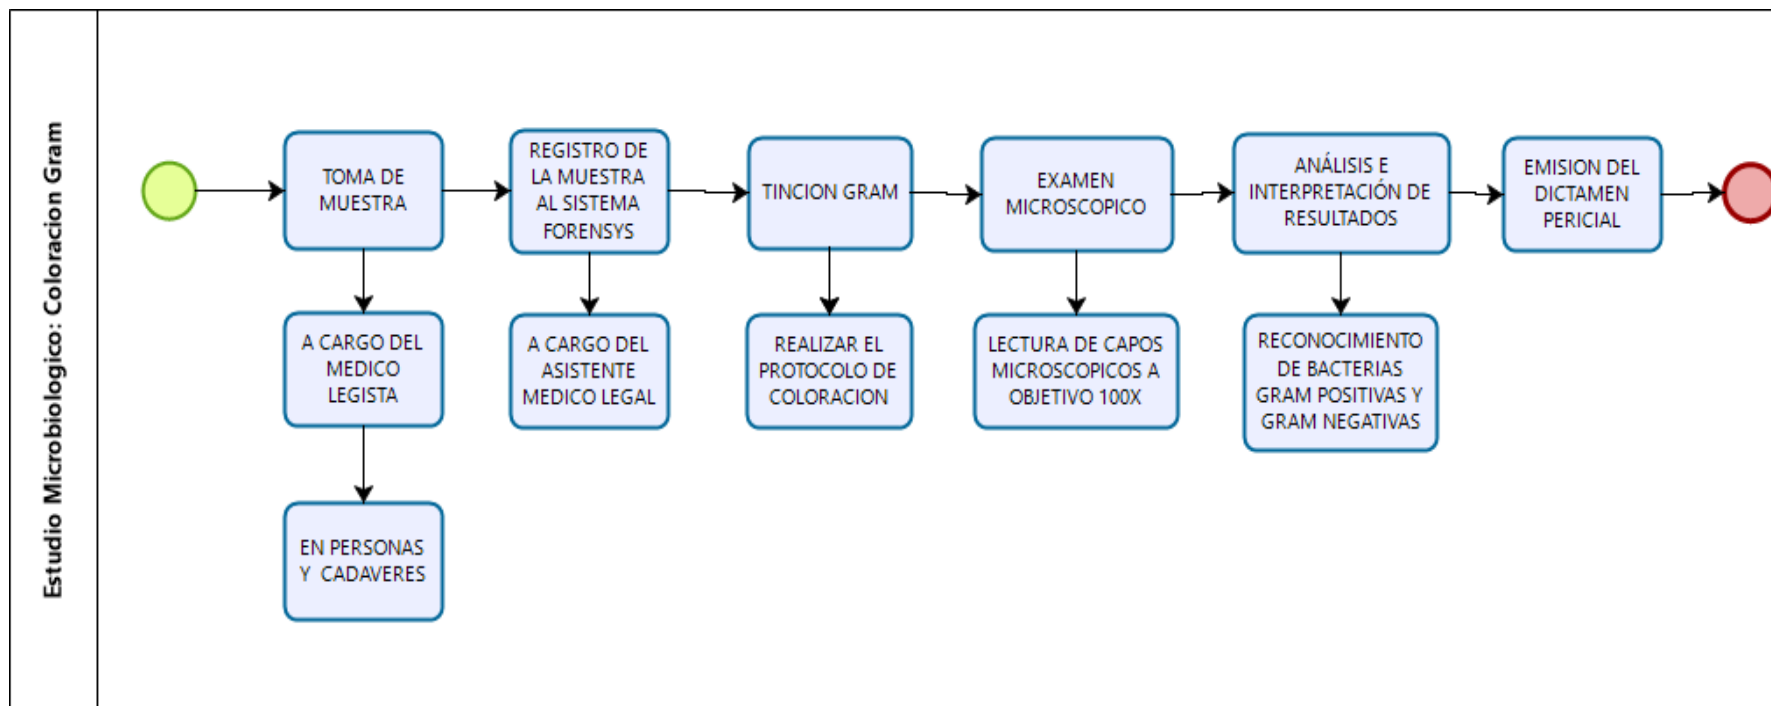 Estudio Microbiologico: Coloracion Gram
TOMA DE
MUESTRA
REGISTRO DE
LA MUESTRA
AL SISTEMA
FORENSYS
TINCION GRAM
EXAMEN
MICROSCOPICO
ANÁLISIS E
INTERPRETACIÓN DE
RESULTADOS
EMISION DEL
DICTAMEN
PERICIAL
A CARGO DEL
MEDICO
LEGISTA
A CARGO DEL
ASISTENTE
MEDICO LEGAL
REALIZAR EL
PROTOCOLO DE
COLORACION
LECTURA DE CAPOS
MICROSCOPICOS A
OBJETIVO 100X
RECONOCIMIENTO
DE BACTERIAS
GRAM POSITIVAS Y
GRAM NEGATIVAS
EN PERSONAS
Y CADAVERES